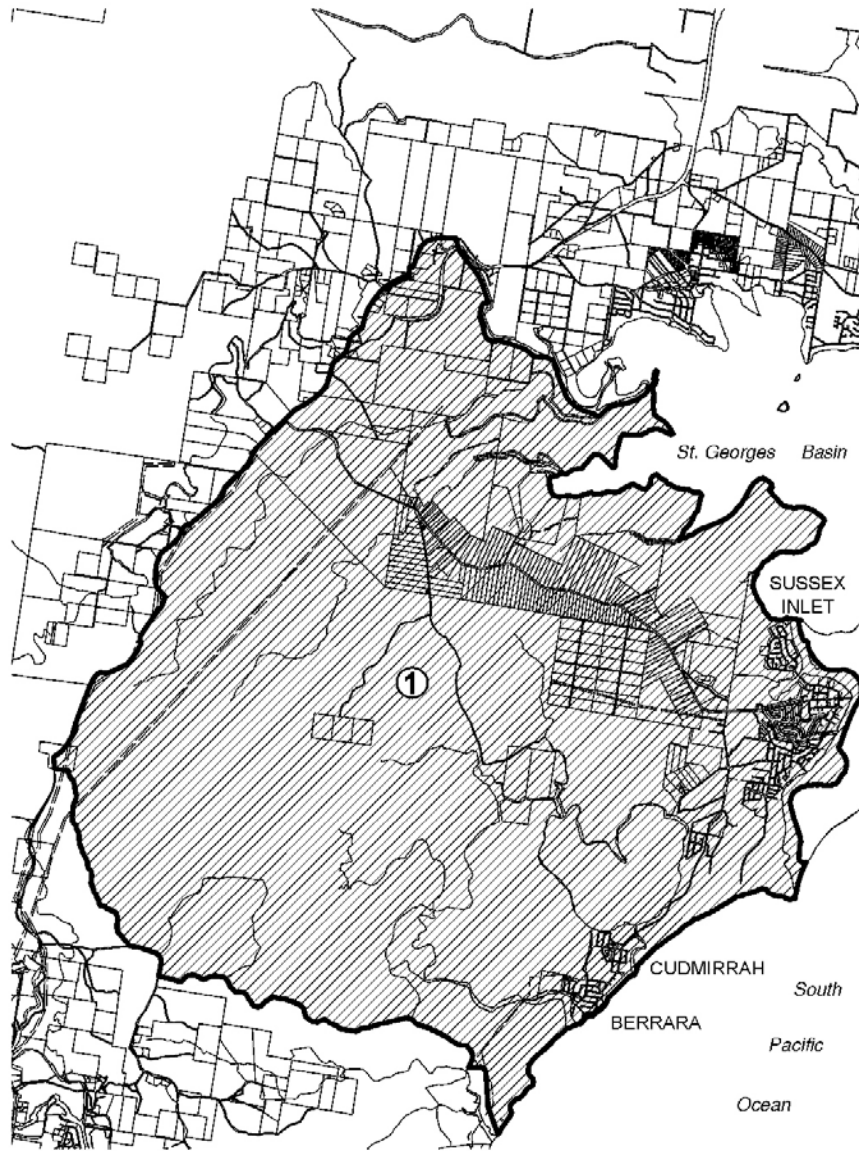 St. Georges Basin
SUSSEX
INLET
1
CUDMIRRAH
South
BERRARA
Pacific
Ocean